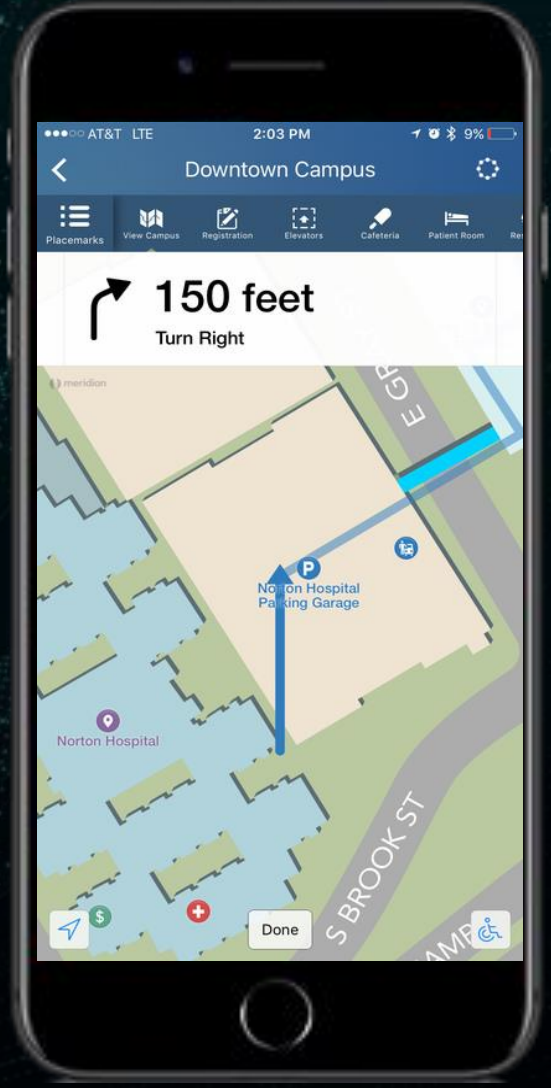 AT&T LTE 2:03 PM 9%
Downtown Campus
Placemarks View Campus Registration Elevators Cafeteria Patient Room
150 feet
Turn Right
meridion
E GR
P
Norton Hospital
Parking Garage
Norton Hospital
$
S BROOK ST
Done